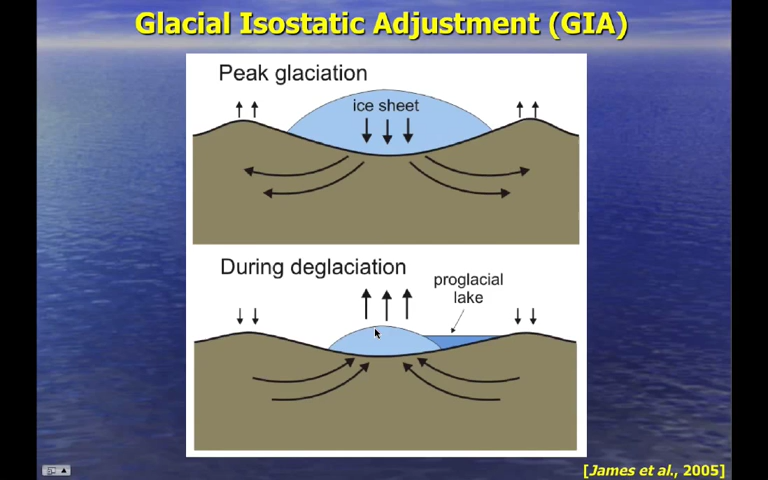 Glacial Isostatic Adjustment (GIA)
Peak glaciation
ice sheet
During deglaciation
proglacial
lake
[James et al., 2005]